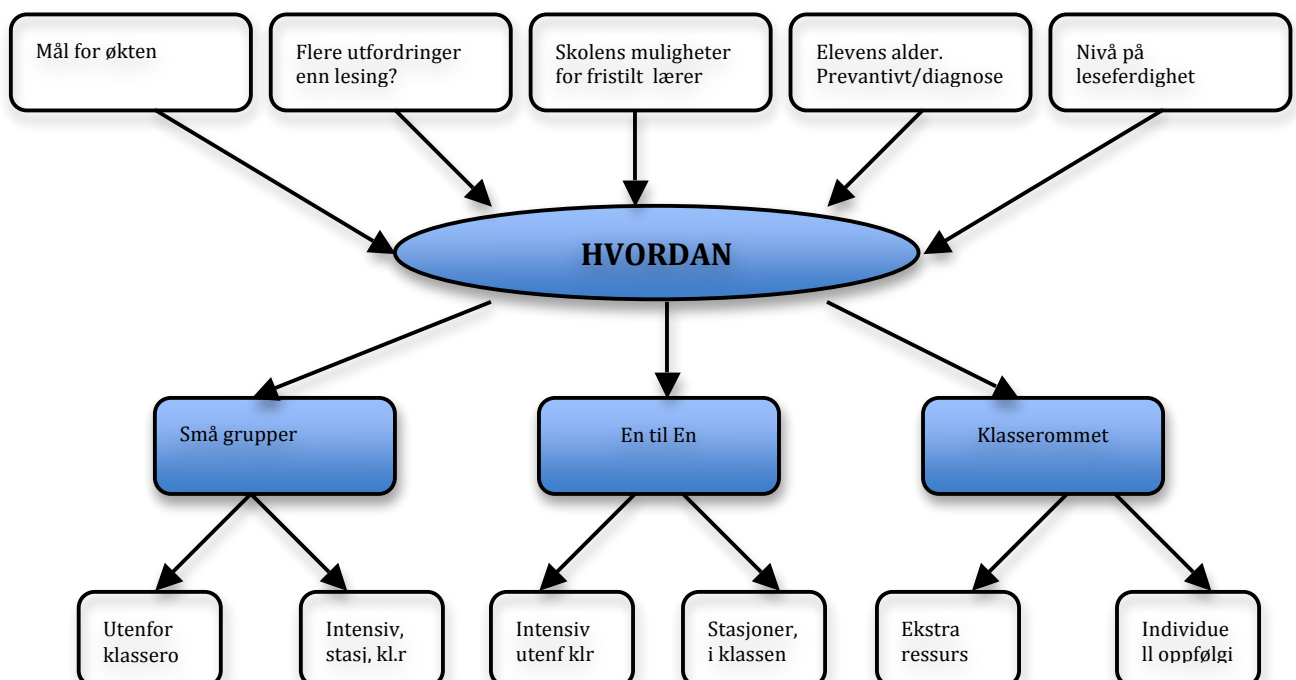 Mål for økten
Flere utfordringer
enn lesing?
Skolens muligheter
for fristilt lærer
Elevens alder.
Prevantivt/diagnose
Nivå på
leseferdighet
HVORDAN
Små grupper
En til En
Klasserommet
Utenfor
klassero
Intensiv,
stasj, kl.r
Intensiv
utenf klr
Stasjoner,
i klassen
Ekstra
ressurs
Individue
ll oppfølgi